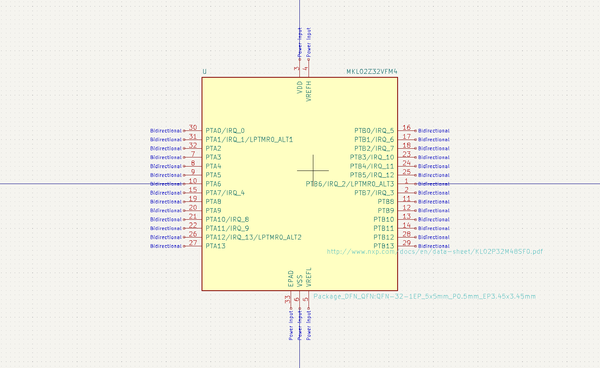 Power Input Power Input
3 4
U MKL02Z32VFM4
VDD VREFH
Bidirectional 30 PTA0/IRQ_0 PTB0/IRQ_5 16 Bidirectional
Bidirectional 31 PTA1/IRQ_1/LPTMR0_ALT1 PTB1/IRQ_6 17 Bidirectional
Bidirectional 32 PTA2 PTB2/IRQ_7 18 Bidirectional
Bidirectional 7 PTA3 PTB3/IRQ_10 23 Bidirectional
Bidirectional 8 PTA4 PTB4/IRQ_11 24 Bidirectional
Bidirectional 9 PTA5 PTB5/IRQ_12 25 Bidirectional
Bidirectional 10 PTA6 PTB6/IRQ_2/LPTMR0_ALT3 1 Bidirectional
Bidirectional 15 PTA7/IRQ_4 PTB7/IRQ_3 2 Bidirectional
Bidirectional 19 PTA8 PTB8 11 Bidirectional
Bidirectional 20 PTA9 PTB9 12 Bidirectional
Bidirectional 21 PTA10/IRQ_8 PTB10 13 Bidirectional
Bidirectional 22 PTA11/IRQ_9 PTB11 14 Bidirectional
Bidirectional 26 PTA12/IRQ_13/LPTMR0_ALT2 PTB12 28 Bidirectional
Bidirectional 27 PTA13 PTB13 29 Bidirectional
http://www.nxp.com/docs/en/data-sheet/KL02P32M48SF0.pdf
EPAD VSS VREFL
Package_DFN_QFN:QFN-32-1EP_5x5mm_P0.5mm_EP3.45x3.45mm
33 6 5
Power Input Power Input Power Input